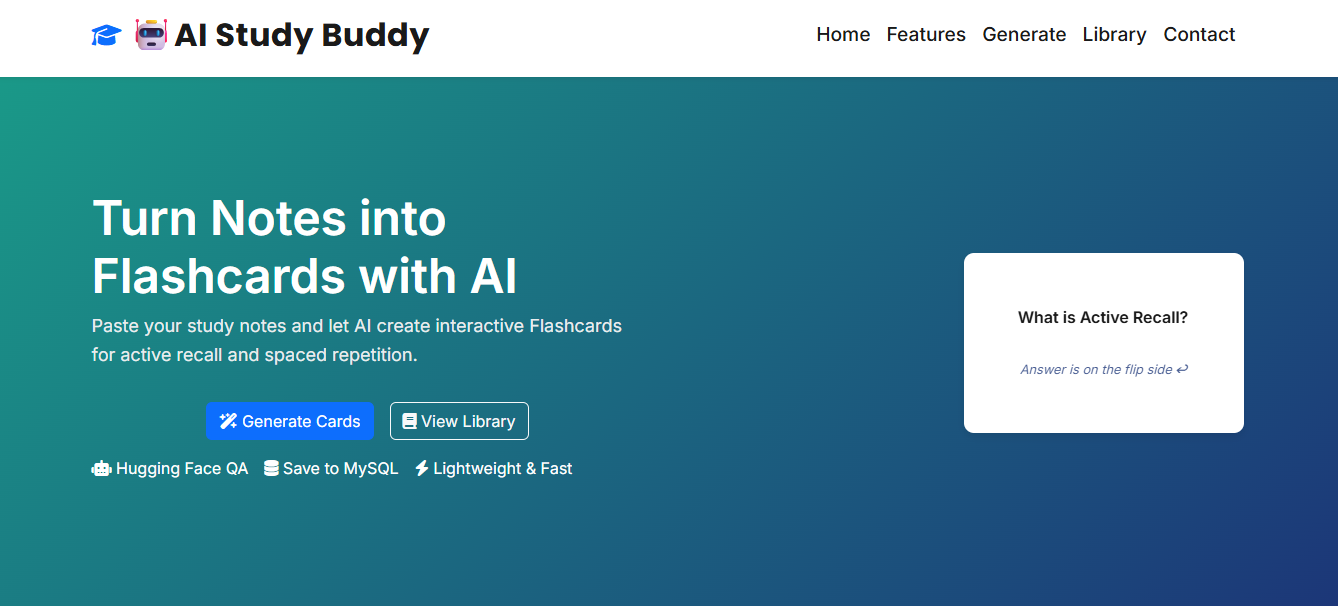 AI Study Buddy
Home Features Generate Library Contact
Turn Notes into
Flashcards with AI
Paste your study notes and let AI create interactive Flashcards
for active recall and spaced repetition.
Generate Cards View Library
Hugging Face QA Save to MySQL Lightweight & Fast
What is Active Recall?
Answer is on the flip side ↩